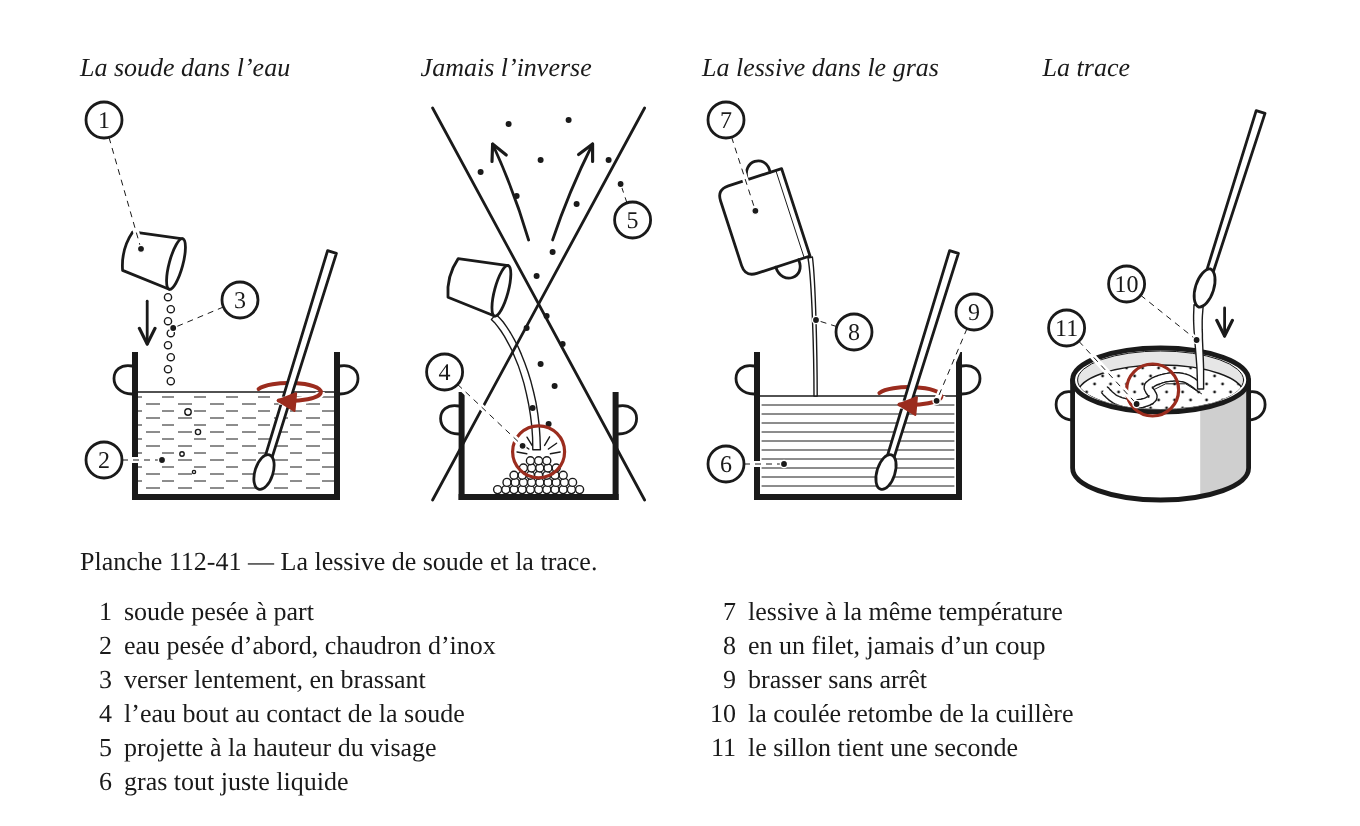 La soude dans l’eau
Jamais l’inverse
La lessive dans le gras
La trace
1
2
3
4
5
6
7
8
9
10
11
Planche 112-41 — La lessive de soude et la trace.
1 soude pesée à part
2 eau pesée d’abord, chaudron d’inox
3 verser lentement, en brassant
4 l’eau bout au contact de la soude
5 projette à la hauteur du visage
6 gras tout juste liquide
7 lessive à la même température
8 en un filet, jamais d’un coup
9 brasser sans arrêt
10 la coulée retombe de la cuillère
11 le sillon tient une seconde